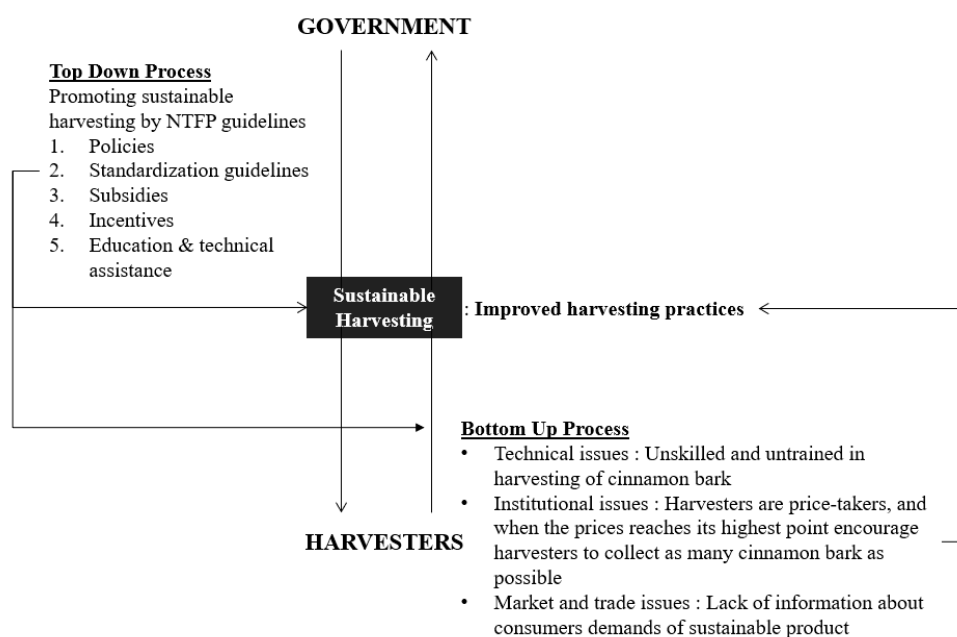 GOVERNMENT
Top Down Process
Promoting sustainable
harvesting by NTFP guidelines
1. Policies
2. Standardization guidelines
3. Subsidies
4. Incentives
5. Education & technical
assistance
Sustainable
Harvesting
: Improved harvesting practices
Bottom Up Process
• Technical issues : Unskilled and untrained in
harvesting of cinnamon bark
• Institutional issues : Harvesters are price-takers, and
when the prices reaches its highest point encourage
harvesters to collect as many cinnamon bark as
possible
• Market and trade issues : Lack of information about
consumers demands of sustainable product
HARVESTERS